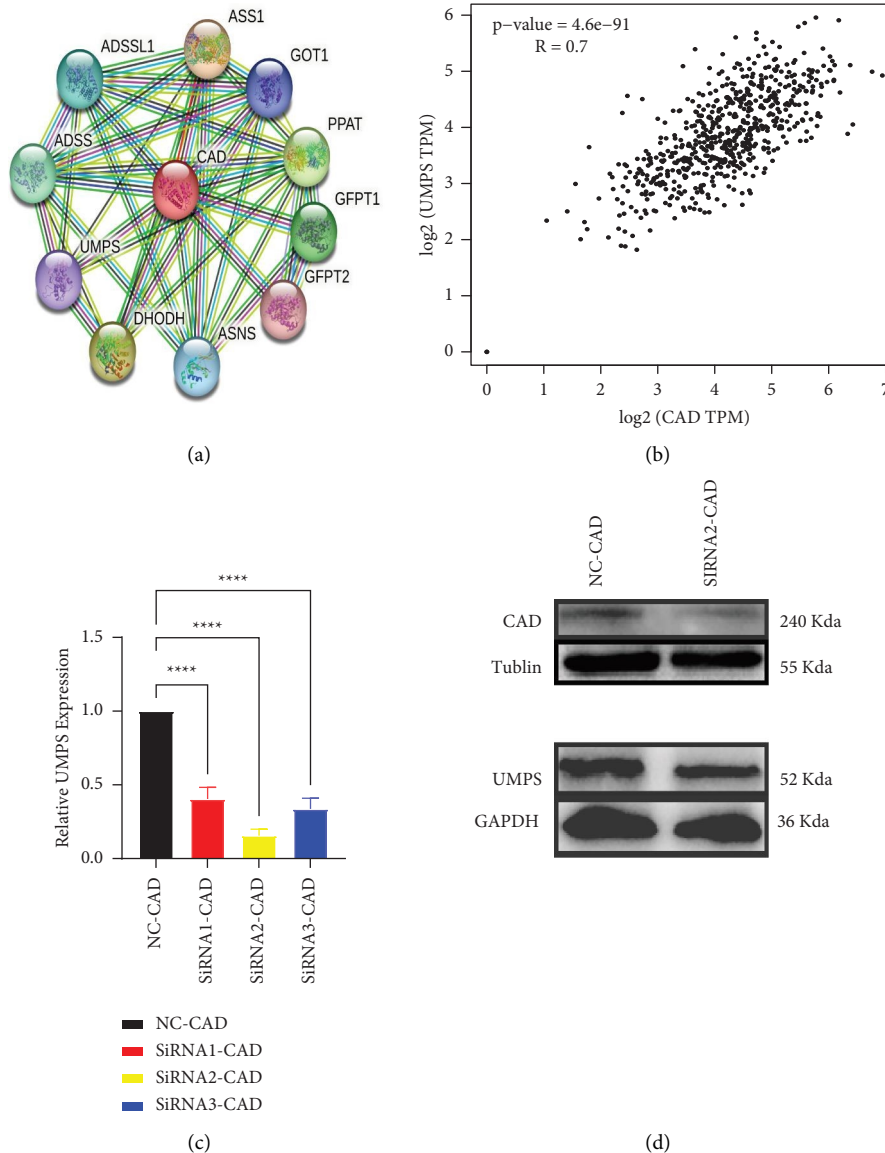 ASS1
ADSSL1
GOT1
PPAT
CAD
ADSS
GFPT1
UMPS
GFPT2
DHODH
ASNS
(a)
p−value = 4.6e−91
R = 0.7
log2 (UMPS TPM)
6
5
4
3
2
1
0
0 1 2 3 4 5 6 7
log2 (CAD TPM)
(b)
****
****
****
Relative UMPS Expression
1.5
1.0
0.5
0.0
NC-CAD
SiRNA1-CAD
SiRNA2-CAD
SiRNA3-CAD
NC-CAD
SiRNA1-CAD
SiRNA2-CAD
SiRNA3-CAD
(c)
NC-CAD
SIRNA2-CAD
CAD 240 Kda
Tublin 55 Kda
UMPS 52 Kda
GAPDH 36 Kda
(d)